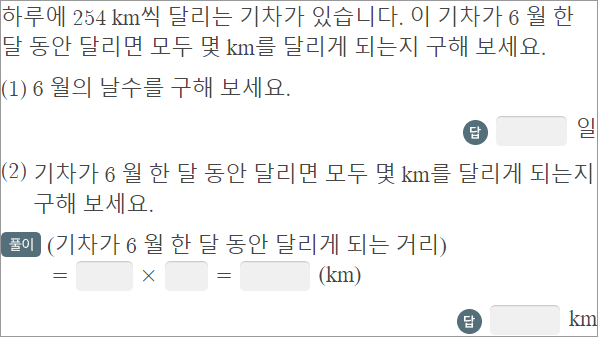 하루에 254 km씩 달리는 기차가 있습니다. 이 기차가 6 월 한
달 동안 달리면 모두 몇 km를 달리게 되는지 구해 보세요.
(1) 6 월의 날수를 구해 보세요.
답 일
(2) 기차가 6 월 한 달 동안 달리면 모두 몇 km를 달리게 되는지
구해 보세요.
풀이 (기차가 6 월 한 달 동안 달리게 되는 거리)
= × = (km)
답 km